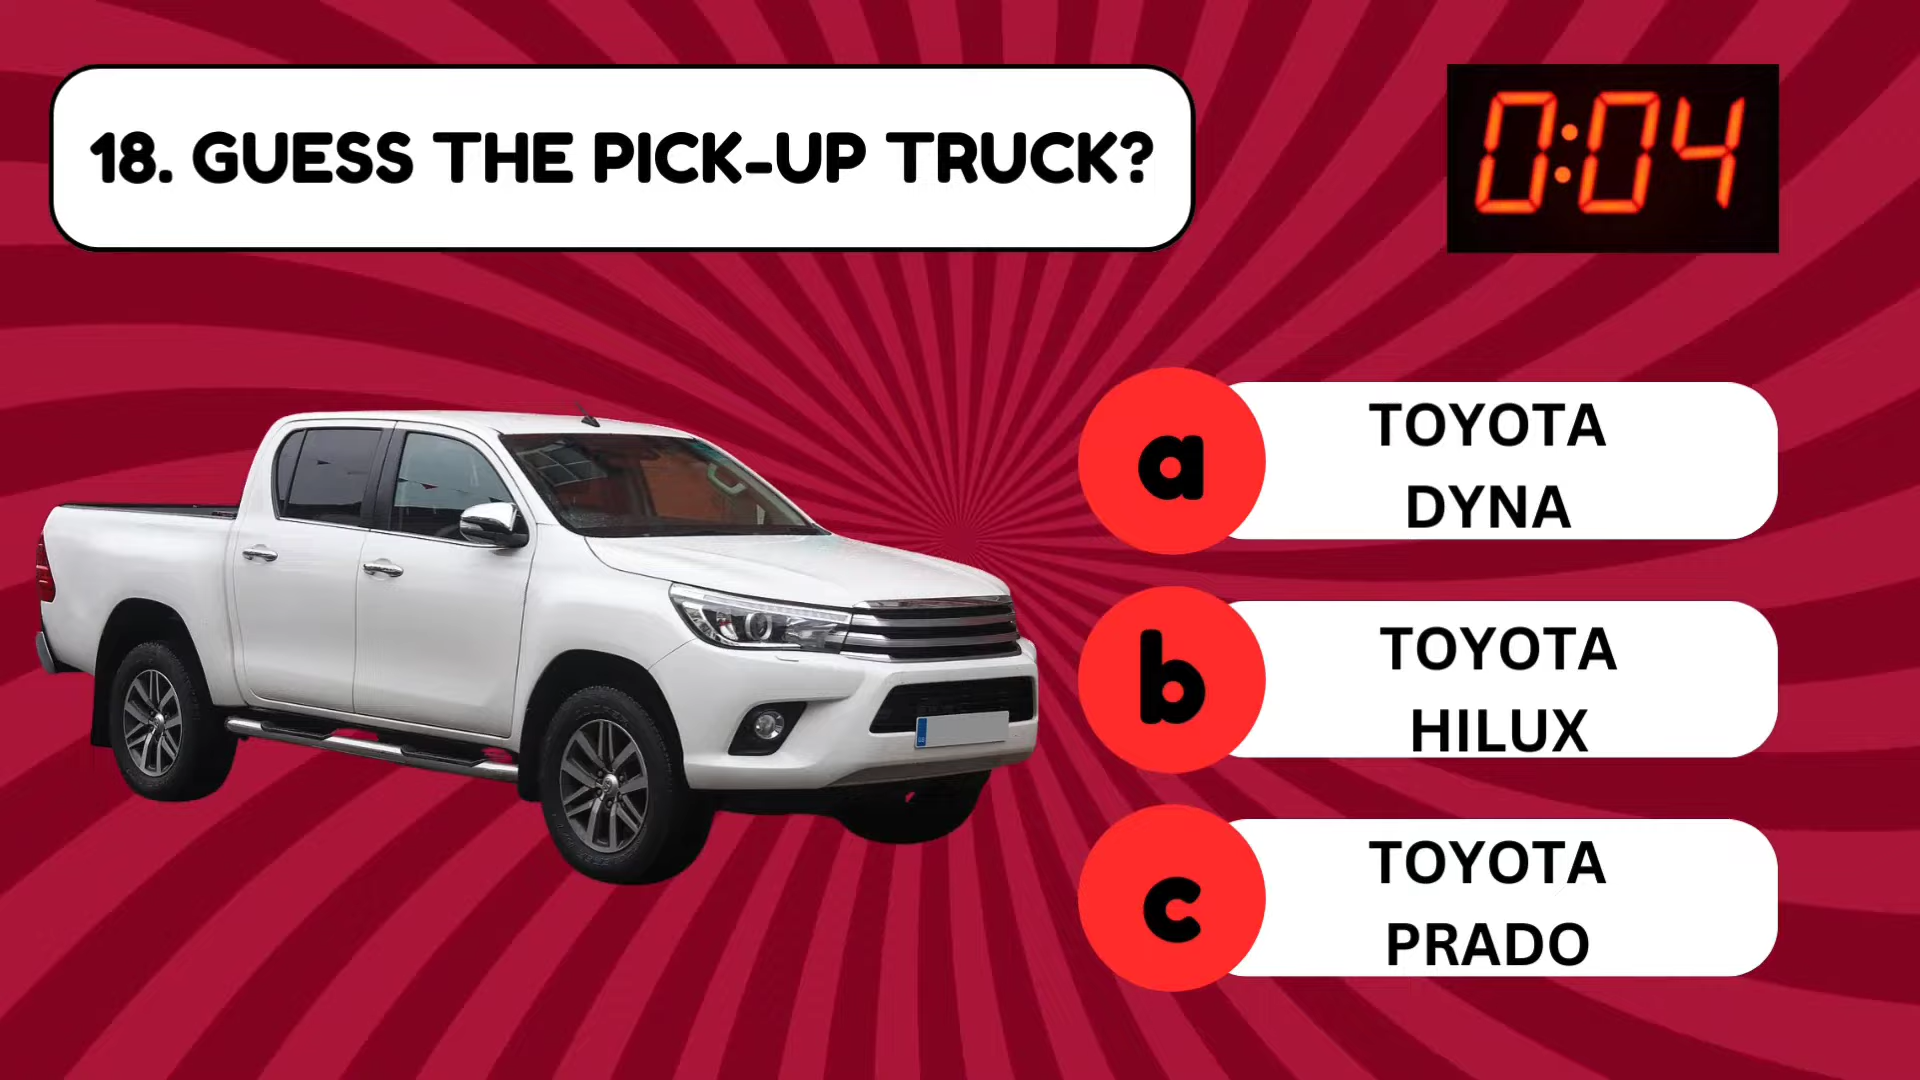 18. GUESS THE PICK-UP TRUCK?
0:04
a
TOYOTA
DYNA
b
TOYOTA
HILUX
c
TOYOTA
PRADO